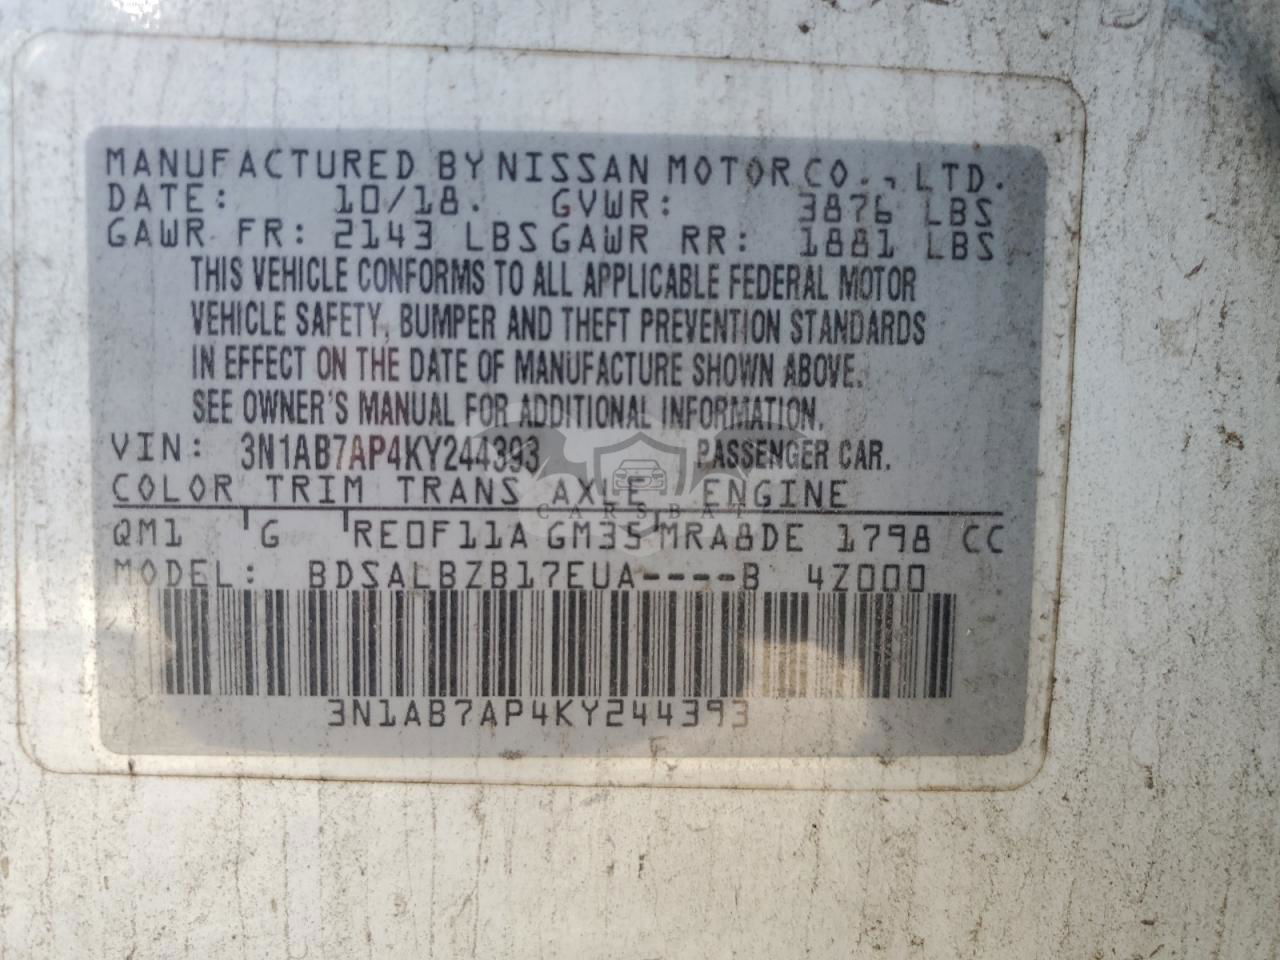 MANUFACTURED BY NISSAN MOTOR CO., LTD.
DATE: 10/18. GVWR: 3876 LBS
GAWR FR: 2143 LBS GAWR RR: 1881 LBS
THIS VEHICLE CONFORMS TO ALL APPLICABLE FEDERAL MOTOR
VEHICLE SAFETY, BUMPER AND THEFT PREVENTION STANDARDS
IN EFFECT ON THE DATE OF MANUFACTURE SHOWN ABOVE.
SEE OWNER'S MANUAL FOR ADDITIONAL INFORMATION.
VIN: 3N1AB7AP4KY244393 PASSENGER CAR.
COLOR TRIM TRANS AXLE ENGINE
CARSBAT
QM1 G RE0F11A GM35 MRA8DE 1798 CC
MODEL: BDSALBZB17EUA----B 4Z000
3N1AB7AP4KY244393